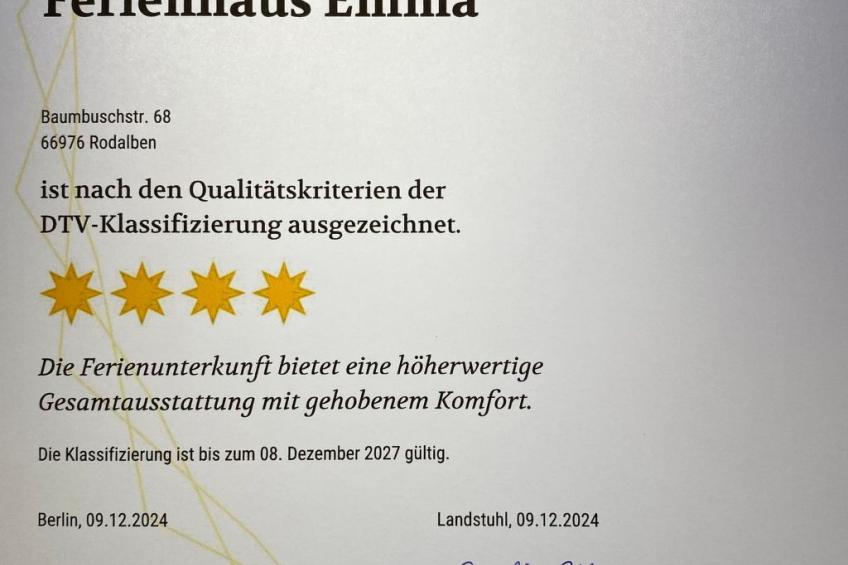 Ferienhaus Emma
Baumbuschstr. 68
66976 Rodalben
ist nach den Qualitätskriterien der
DTV-Klassifizierung ausgezeichnet.
Die Ferienunterkunft bietet eine höherwertige
Gesamtausstattung mit gehobenem Komfort.
Die Klassifizierung ist bis zum 08. Dezember 2027 gültig.
Berlin, 09.12.2024
Landstuhl, 09.12.2024